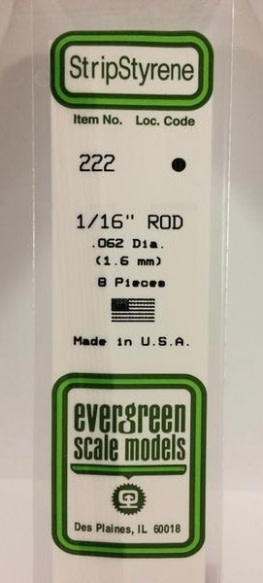 StripStyrene
Item No. Loc. Code
222 ●
1/16" ROD
.062 Dia.
(1.6 mm)
8 Pieces
Made in U.S.A.
evergreen
scale models
Des Plaines, IL 60018